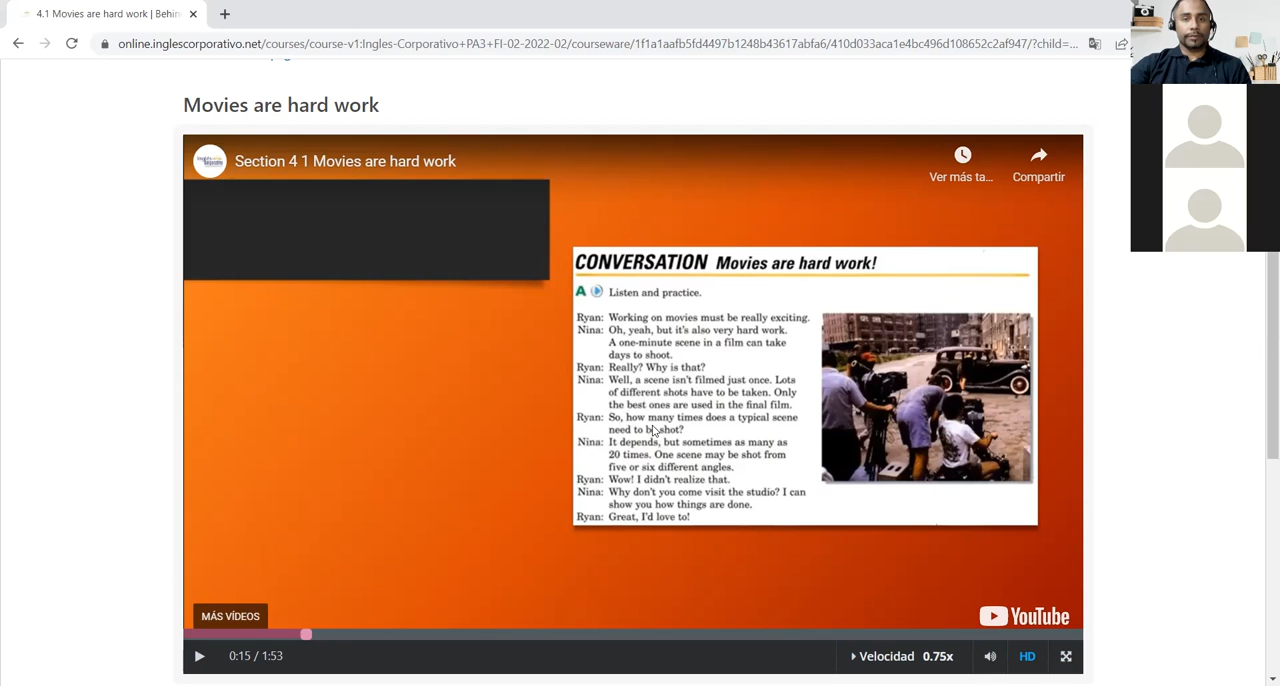 4.1 Movies are hard work | Behin
online.inglescorporativo.net/courses/course-v1:Ingles-Corporativo+PA3+TI-02-2022-02/courseware/1f1a1aafb5fd4497b1248b43617abfa6/410d033aca1e4bc496d108652c2af947/?child=...
Movies are hard work
Section 4 1 Movies are hard work
Ver más ta...
Compartir
CONVERSATION Movies are hard work!
A Listen and practice.
Ryan: Working on movies must be really exciting.
Nina: Oh, yeah, but it's also very hard work.
A one-minute scene in a film can take
days to shoot.
Ryan: Really? Why is that?
Nina: Well, a scene isn't filmed just once. Lots
of different shots have to be taken. Only
the best ones are used in the final film.
Ryan: So, how many times does a typical scene
need to be shot?
Nina: It depends, but sometimes as many as
20 times. One scene may be shot from
five or six different angles.
Ryan: Wow! I didn't realize that.
Nina: Why don't you come visit the studio? I can
show you how things are done.
Ryan: Great, I'd love to!
MÁS VÍDEOS
YouTube
0:15 / 1:53
Velocidad 0.75x
HD